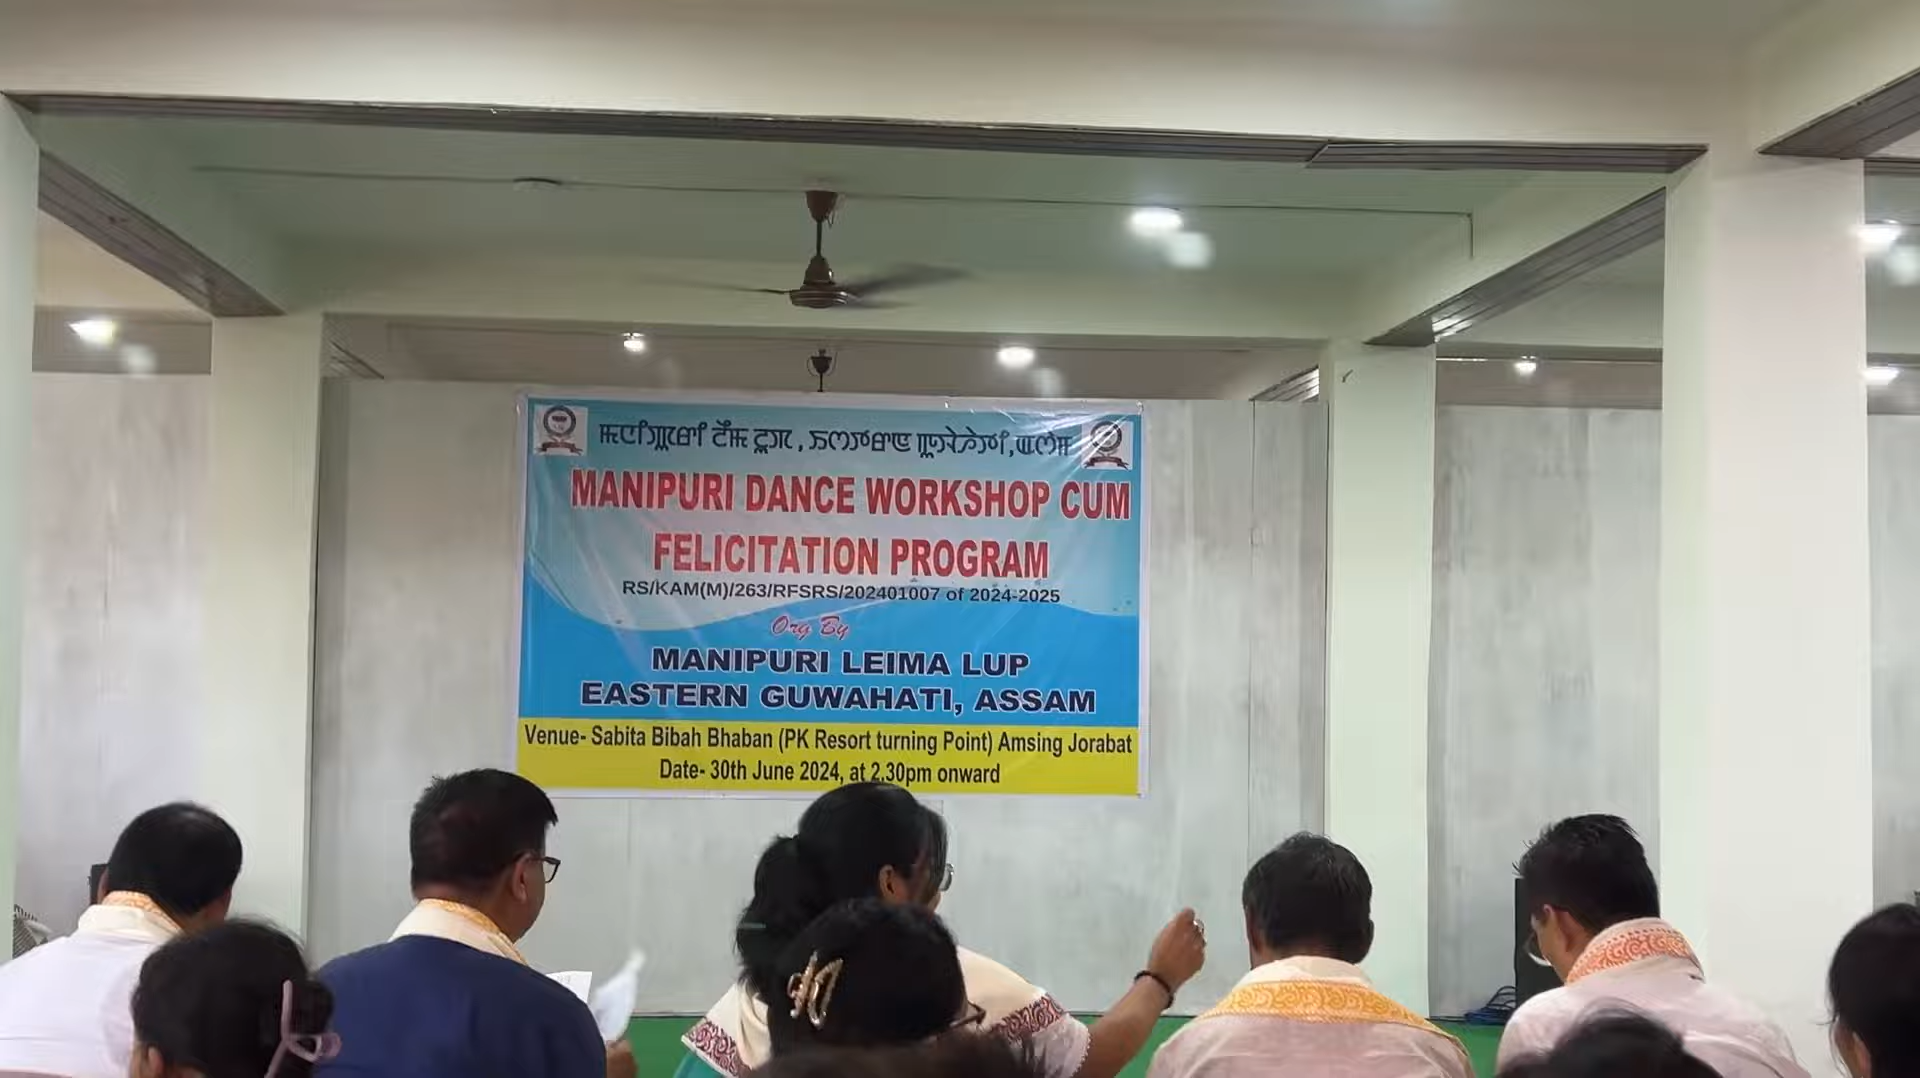 MANIPURI DANCE WORKSHOP CUM
FELICITATION PROGRAM
RS/KAM(M)/263/RFSRS/202401007 of 2024-2025
Org By
MANIPURI LEIMA LUP
EASTERN GUWAHATI, ASSAM
Venue- Sabita Bibah Bhaban (PK Resort turning Point) Amsing Jorabat
Date- 30th June 2024, at 2.30pm onward